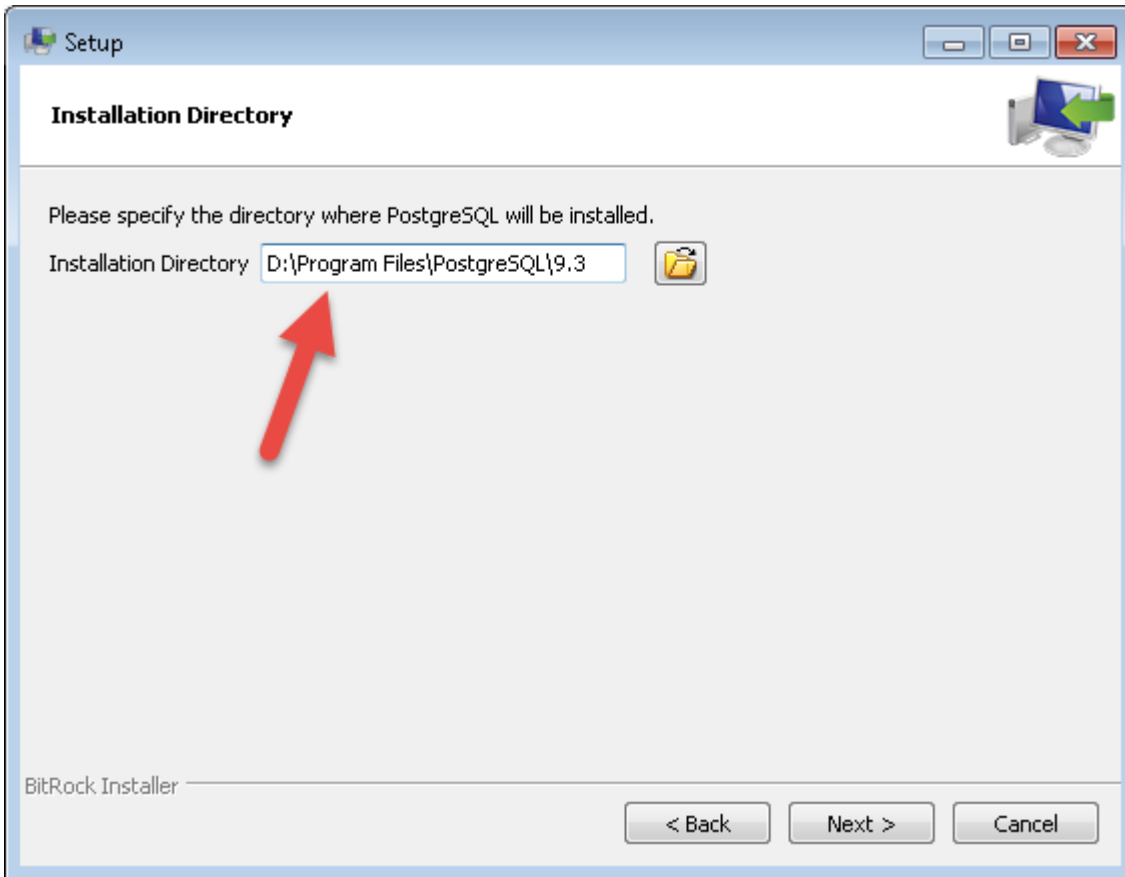 Setup
Installation Directory
Please specify the directory where PostgreSQL will be installed.
Installation Directory D:\Program Files\PostgreSQL\9.3
BitRock Installer
< Back Next > Cancel